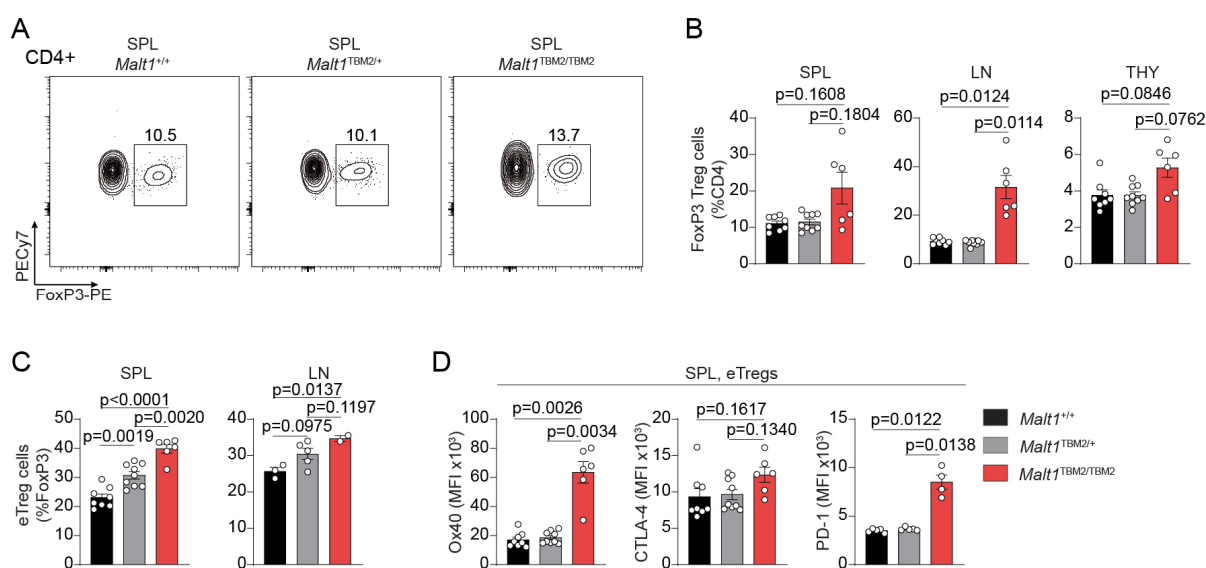 A
CD4+
SPL
Malt1+/+
SPL
Malt1TBM2/+
SPL
Malt1TBM2/TBM2
10.5
10.1
13.7
PECy7
FoxP3-PE
B
SPL
LN
THY
p=0.1608
p=0.1804
p=0.0124
p=0.0114
p=0.0846
p=0.0762
FoxP3 Treg cells
(%CD4)
40
30
20
10
0
90
60
30
0
8
6
4
2
0
C
SPL
LN
p<0.0001
p=0.0020
p=0.0019
p=0.0137
p=0.1197
p=0.0975
eTreg cells
(%FoxP3)
50
40
30
20
10
0
40
30
20
10
0
D
SPL, eTregs
p=0.0026
p=0.0034
p=0.1617
p=0.1340
p=0.0122
p=0.0138
Ox40 (MFI x10³)
100
80
60
40
20
0
CTLA-4 (MFI x10³)
20
15
10
5
PD-1 (MFI x10³)
15
10
5
0
Malt1+/+
Malt1TBM2/+
Malt1TBM2/TBM2